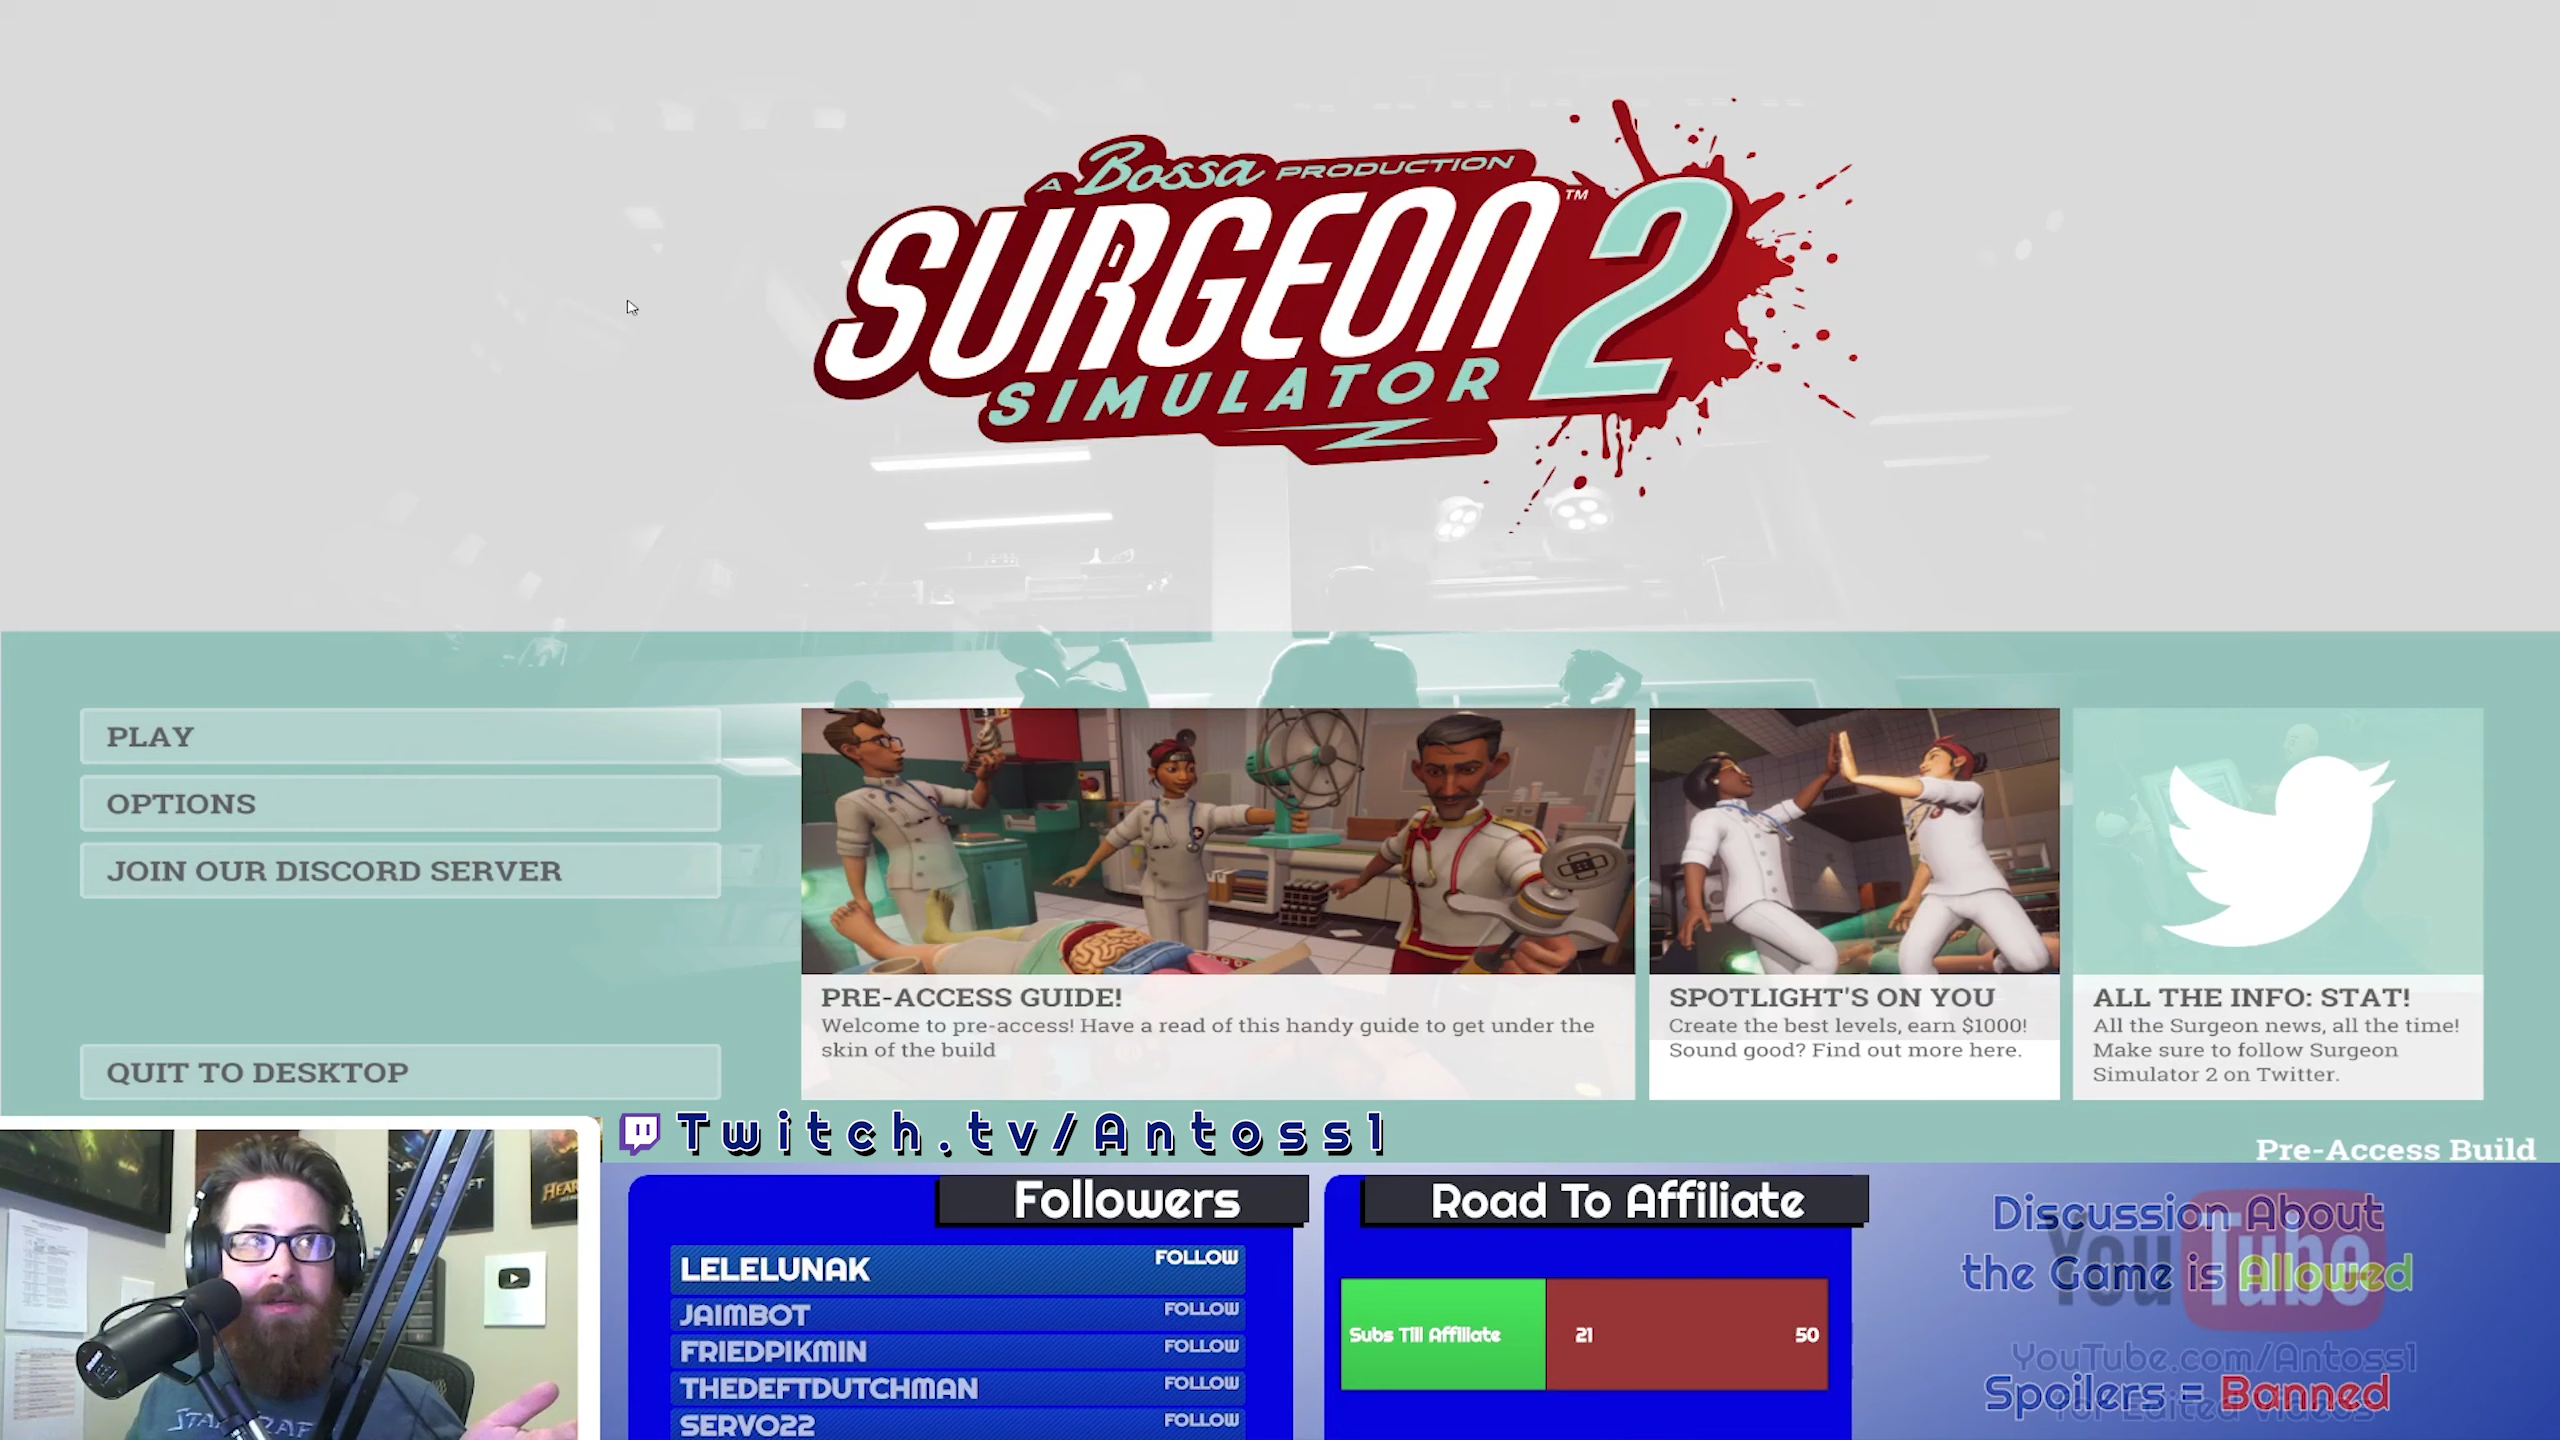 A Bossa PRODUCTION
SURGEON 2™
SIMULATOR
PLAY
OPTIONS
JOIN OUR DISCORD SERVER
QUIT TO DESKTOP
PRE-ACCESS GUIDE!
Welcome to pre-access! Have a read of this handy guide to get under the
skin of the build
SPOTLIGHT'S ON YOU
Create the best levels, earn $1000!
Sound good? Find out more here.
ALL THE INFO: STAT!
All the Surgeon news, all the time!
Make sure to follow Surgeon
Simulator 2 on Twitter.
Pre-Access Build
Twitch.tv/Antoss1
Followers
LELELUNAK FOLLOW
JAIMBOT FOLLOW
FRIEDPIKMIN FOLLOW
THEDEFTDUTCHMAN FOLLOW
SERVO22 FOLLOW
Road To Affiliate
Subs Till Affiliate 21 50
Discussion About
the Game is Allowed
YouTube
YouTube.com/Antoss1
Spoilers = Banned
Edited Videos